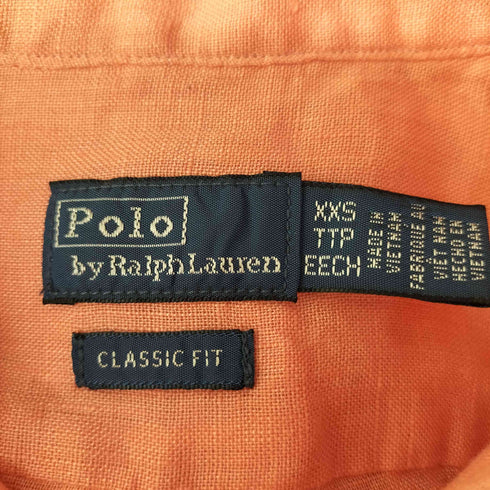 Polo
by Ralph Lauren
XXS
TTP
EECH
MADE IN
VIETNAM
FABRIQUE AU
VIET NAM
HECHO EN
VIETNAM
CLASSIC FIT